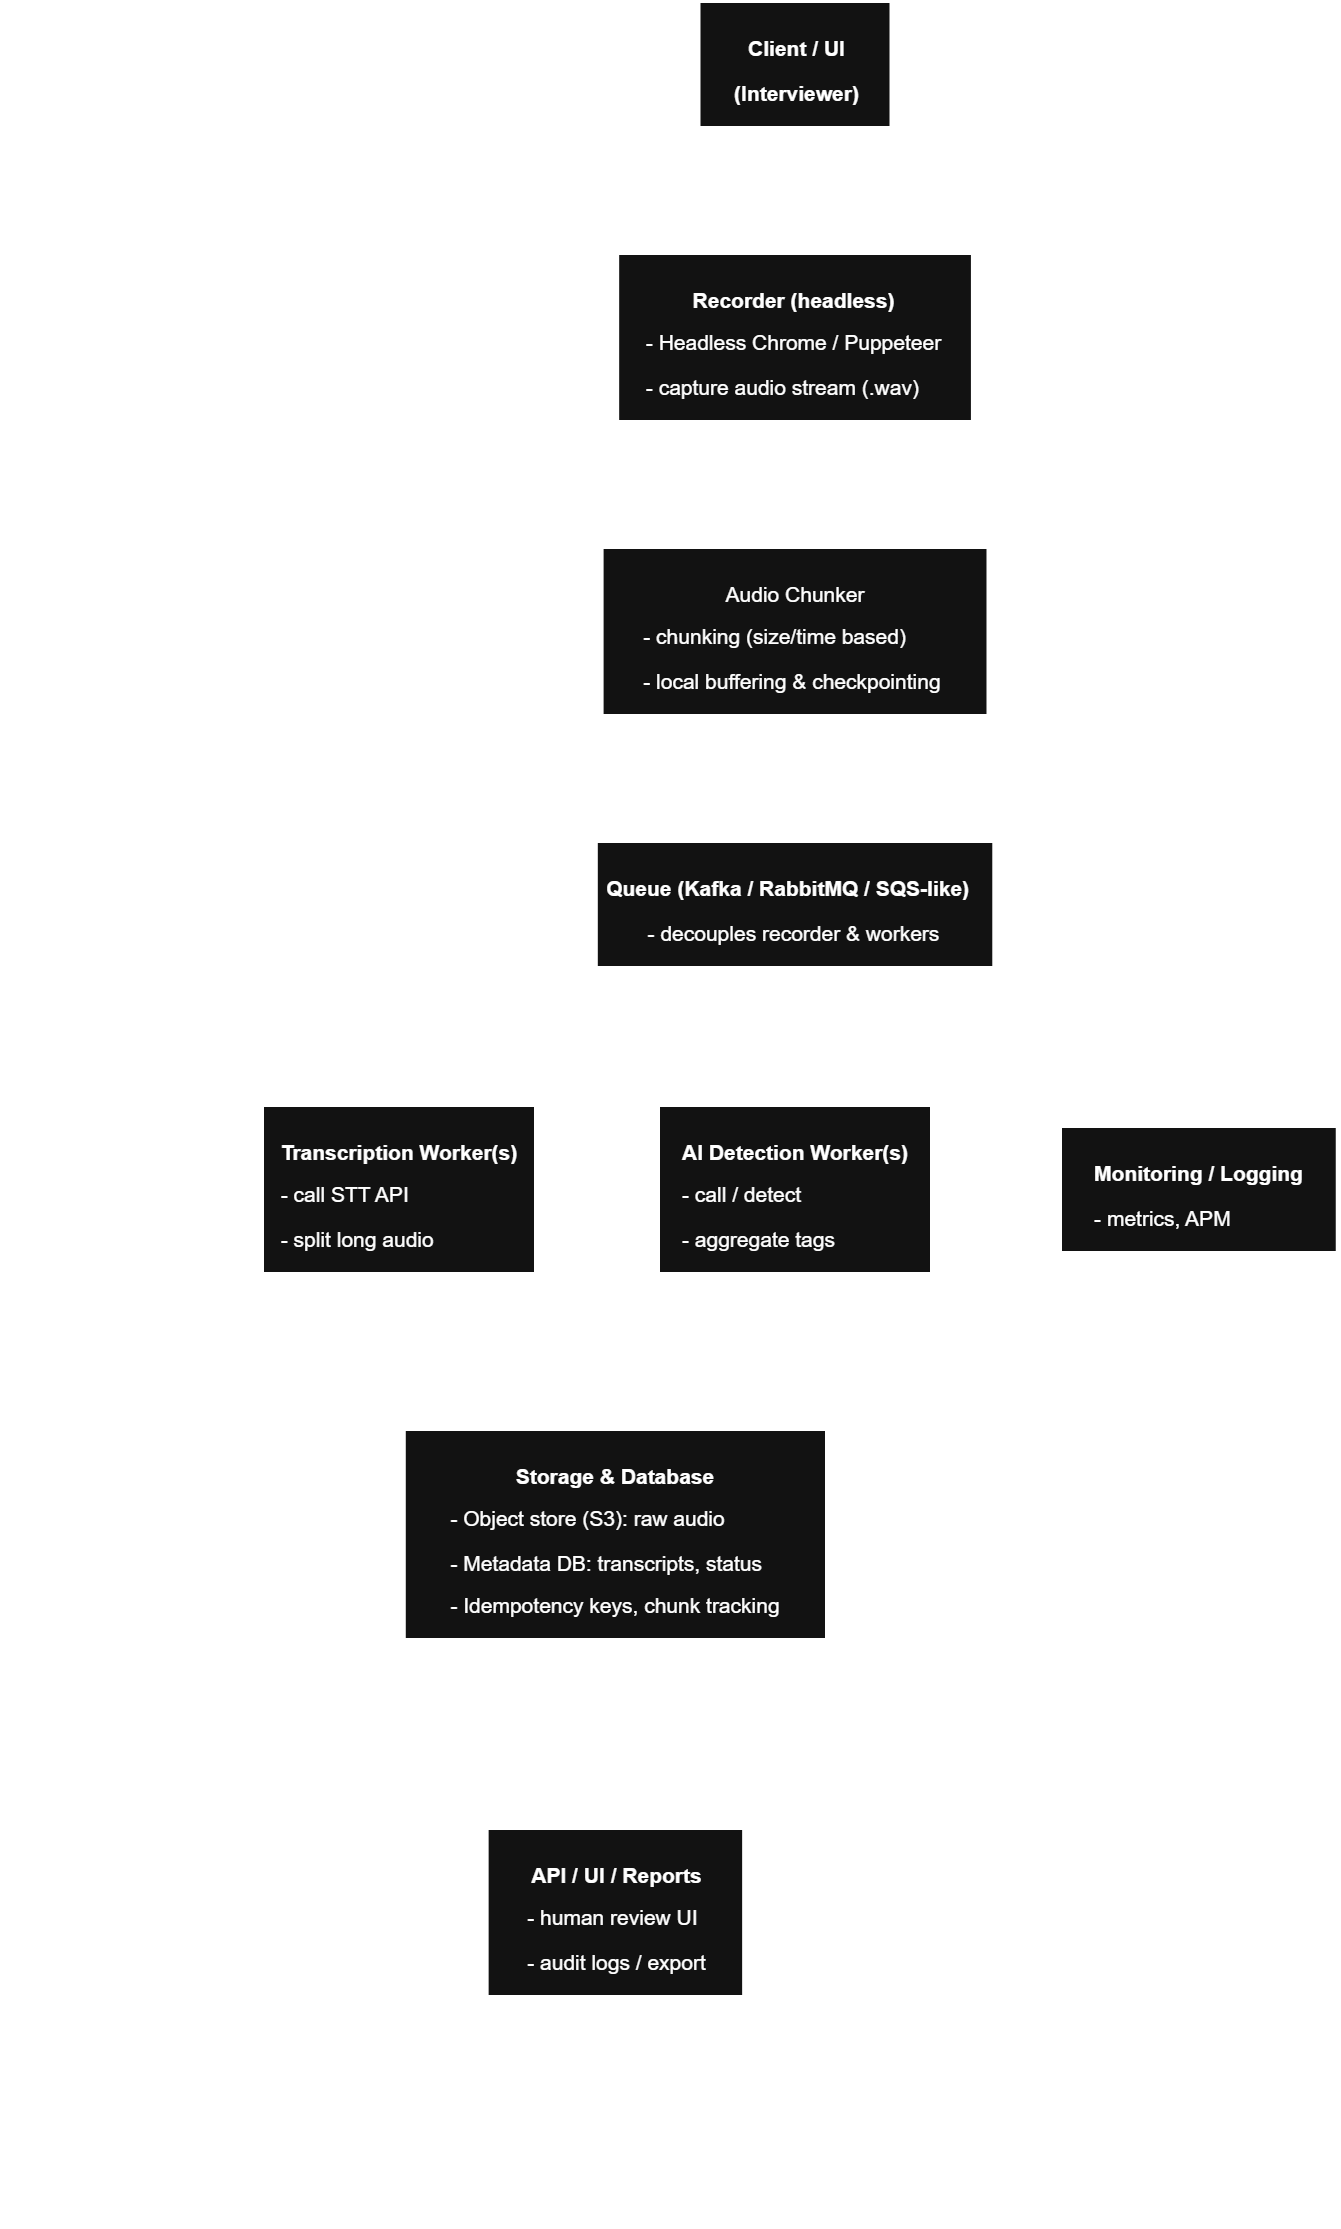 Client / UI
(Interviewer)
Recorder (headless)
- Headless Chrome / Puppeteer
- capture audio stream (.wav)
Audio Chunker
- chunking (size/time based)
- local buffering & checkpointing
Queue (Kafka / RabbitMQ / SQS-like)
- decouples recorder & workers
Transcription Worker(s)
- call STT API
- split long audio
AI Detection Worker(s)
- call / detect
- aggregate tags
Monitoring / Logging
- metrics, APM
Storage & Database
- Object store (S3): raw audio
- Metadata DB: transcripts, status
- Idempotency keys, chunk tracking
API / UI / Reports
- human review UI
- audit logs / export